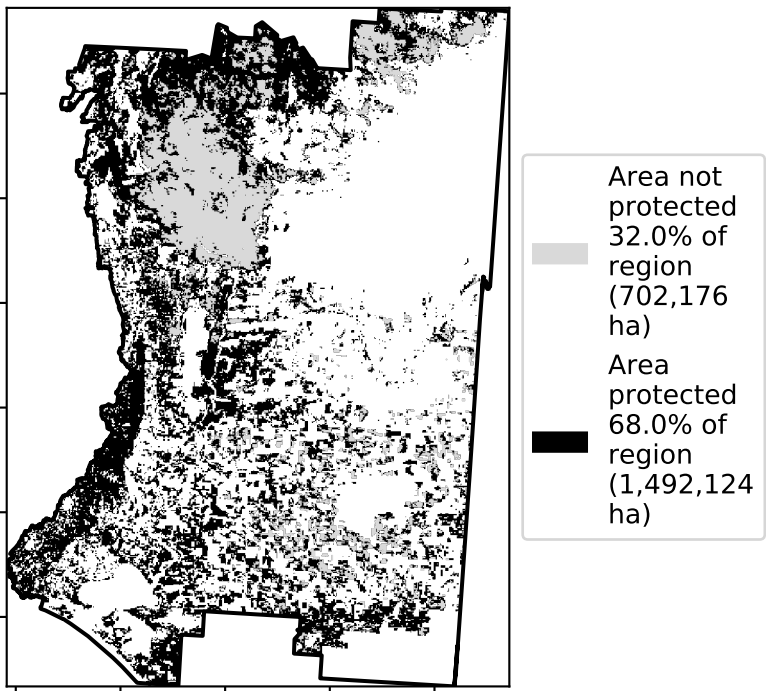 Area not
protected
32.0% of
region
(702,176
ha)
Area
protected
68.0% of
region
(1,492,124
ha)